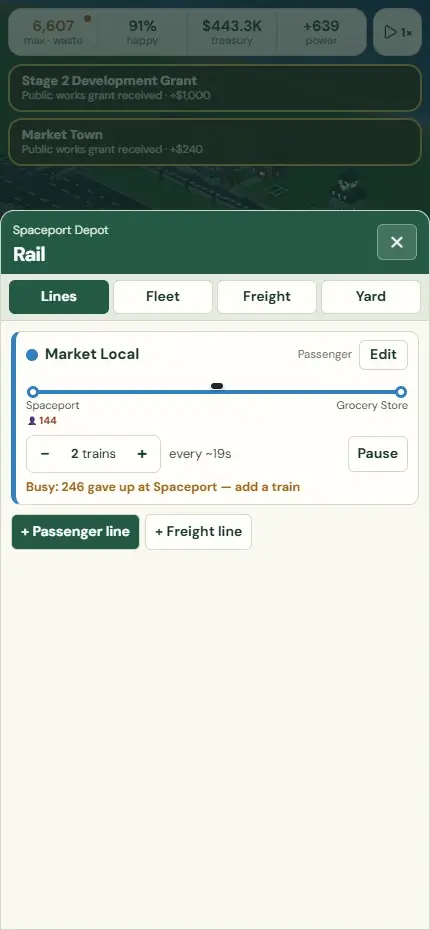 6,607
max · waste
91%
happy
$443.3K
treasury
+639
power
1×
Stage 2 Development Grant
Public works grant received · +$1,000
Market Town
Public works grant received · +$240
Spaceport Depot
Rail
Lines
Fleet
Freight
Yard
Market Local
Passenger
Edit
Spaceport
Grocery Store
144
− 2 trains +
every ~19s
Pause
Busy: 246 gave up at Spaceport — add a train
+ Passenger line
+ Freight line